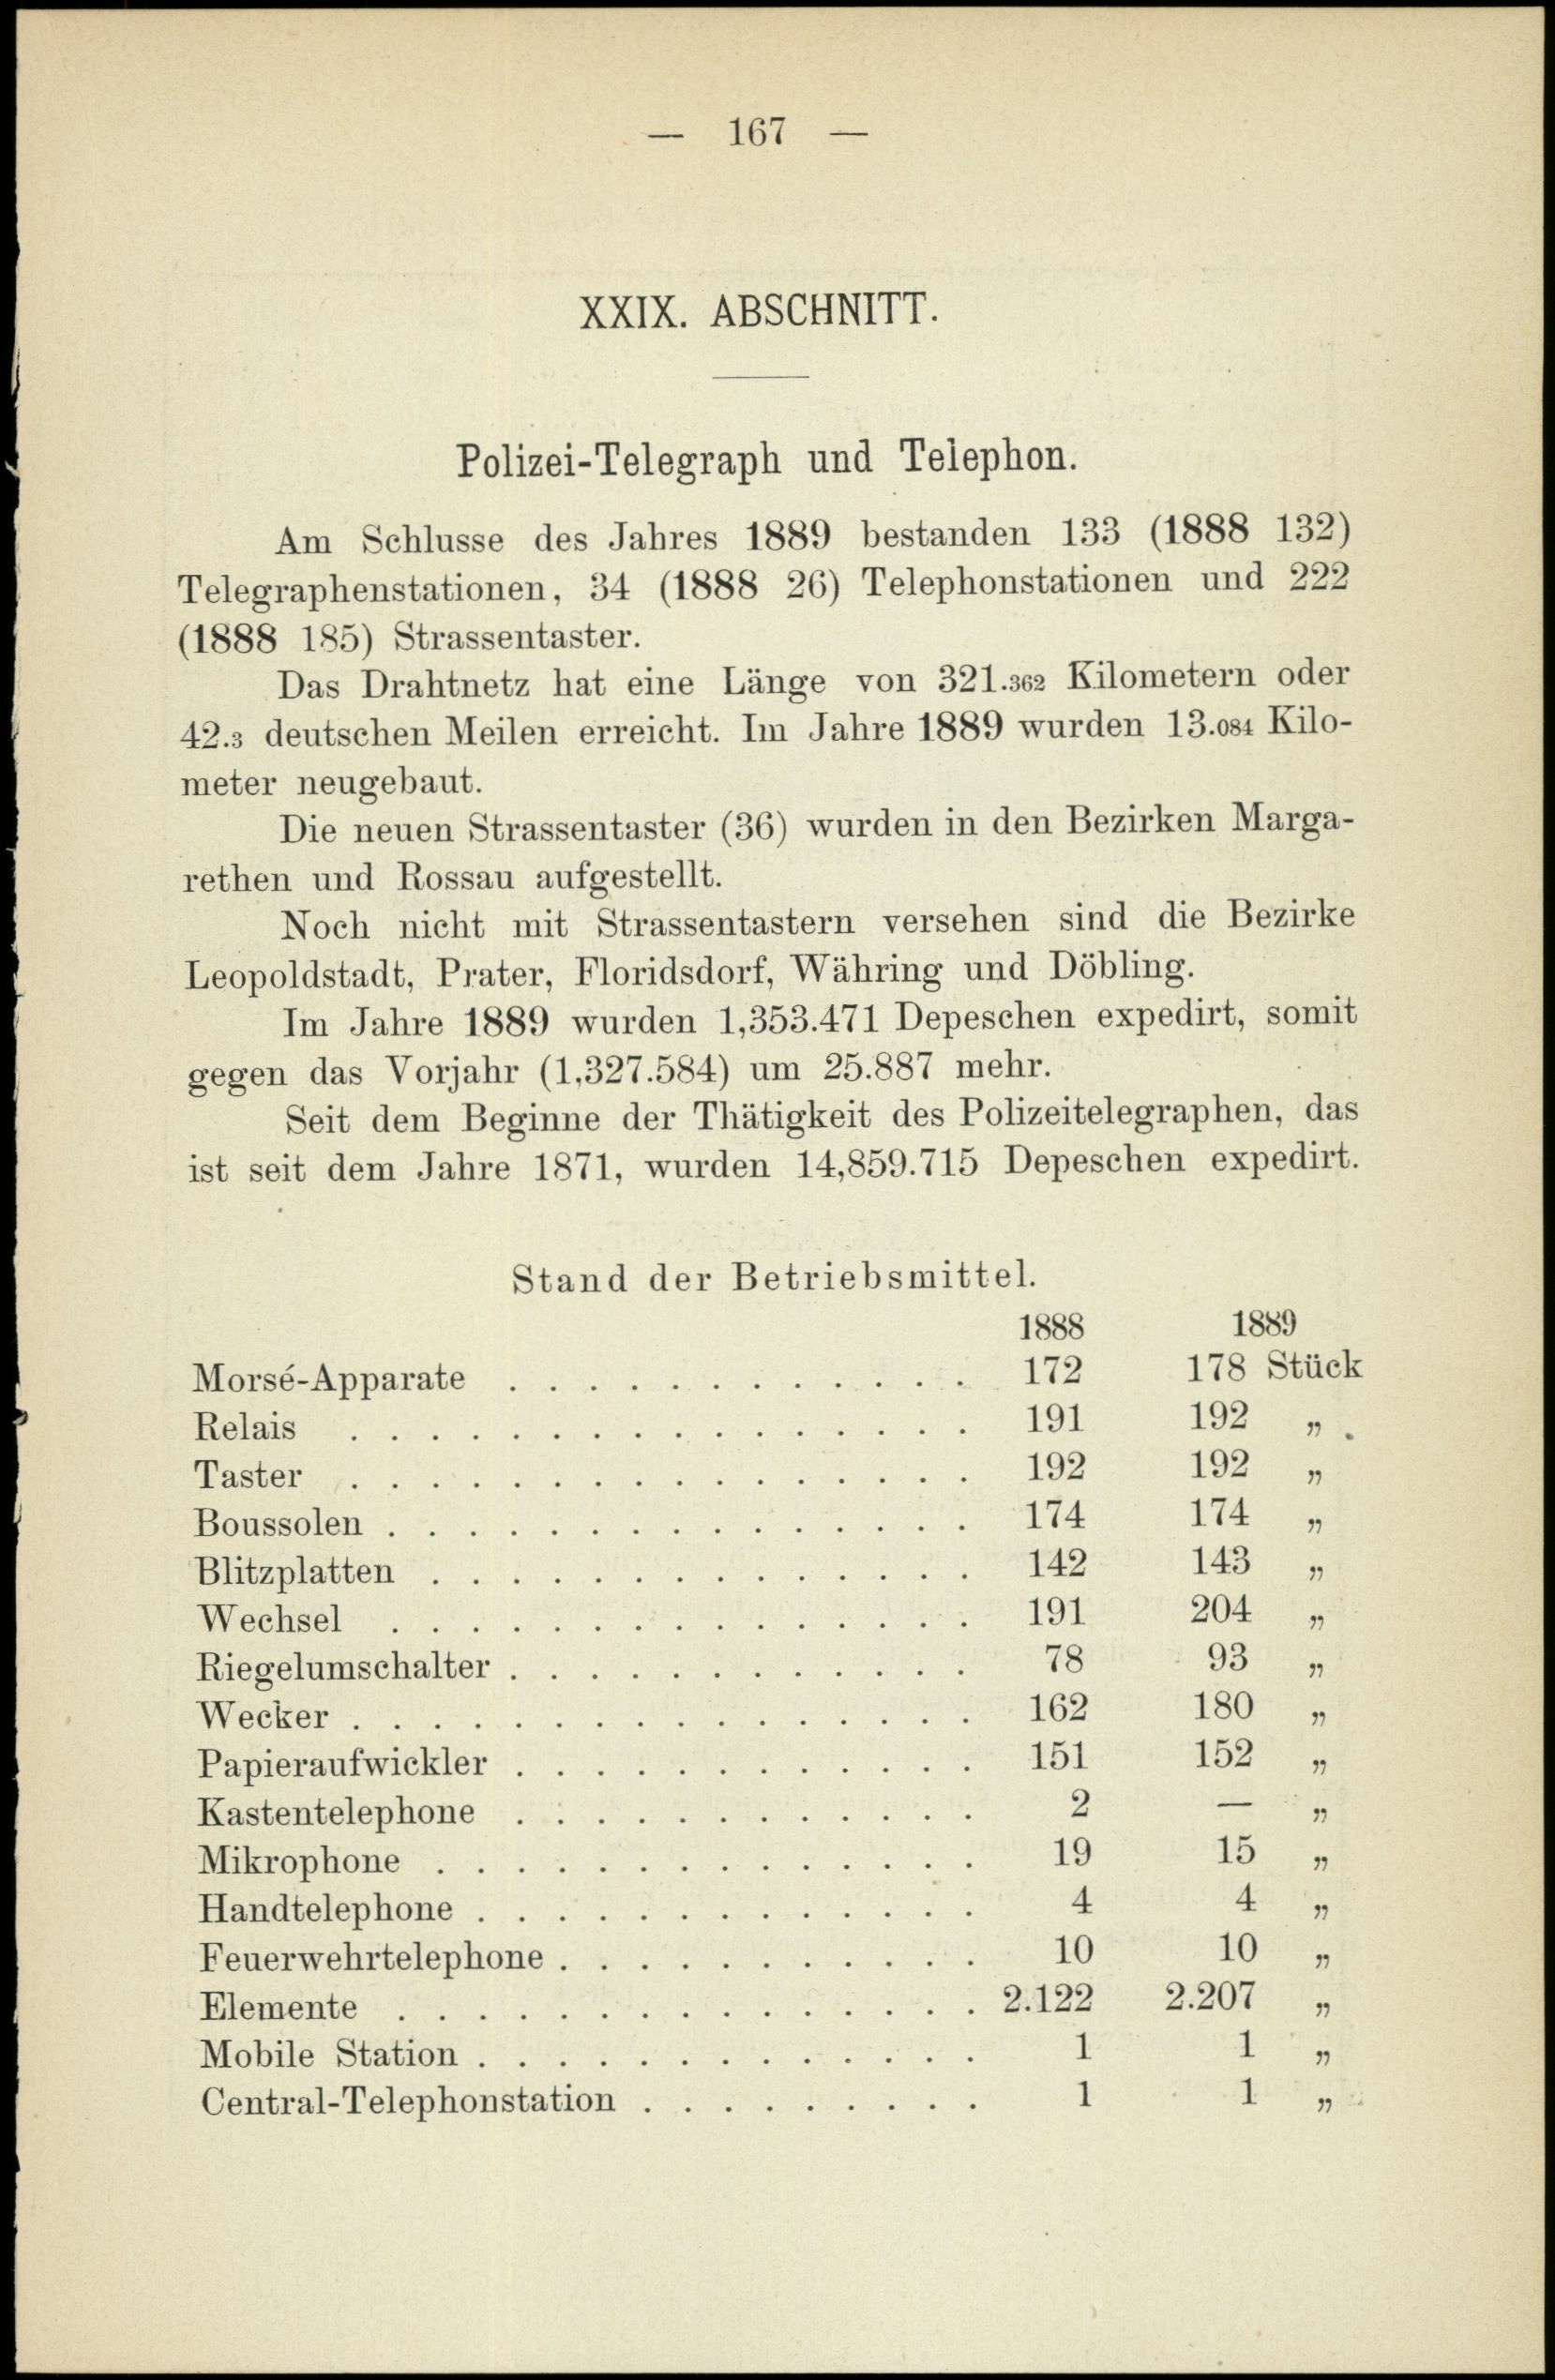 — 167 —
XXIX. ABSCHNITT.
Polizei-Telegraph und Telephon.
Am Schlusse des Jahres 1889 bestanden 133 (1888 132)
Telegraphenstationen, 34 (1888 26) Telephonstationen und 222
(1888 185) Strassentaster.
Das Drahtnetz hat eine Länge von 321.362 Kilometern oder
42.3 deutschen Meilen erreicht. Im Jahre 1889 wurden 13.084 Kilo-
meter neugebaut.
Die neuen Strassentaster (36) wurden in den Bezirken Marga-
rethen und Rossau aufgestellt.
Noch nicht mit Strassentastern versehen sind die Bezirke
Leopoldstadt, Prater, Floridsdorf, Währing und Döbling.
Im Jahre 1889 wurden 1,353.471 Depeschen expedirt, somit
gegen das Vorjahr (1,327.584) um 25.887 mehr.
Seit dem Beginne der Thätigkeit des Polizeitelegraphen, das
ist seit dem Jahre 1871, wurden 14,859.715 Depeschen expedirt.
Stand der Betriebsmittel.
1888 1889
Morsé-Apparate . . . . . . . . . . . . 172 178 Stück
Relais . . . . . . . . . . . . . . . . 191 192 „
Taster . . . . . . . . . . . . . . . . 192 192 „
Boussolen . . . . . . . . . . . . . . . 174 174 „
Blitzplatten . . . . . . . . . . . . . . 142 143 „
Wechsel . . . . . . . . . . . . . . . 191 204 „
Riegelumschalter . . . . . . . . . . . . 78 93 „
Wecker . . . . . . . . . . . . . . . . 162 180 „
Papieraufwickler . . . . . . . . . . . . 151 152 „
Kastentelephone . . . . . . . . . . . . 2 — „
Mikrophone . . . . . . . . . . . . . . 19 15 „
Handtelephone . . . . . . . . . . . . . 4 4 „
Feuerwehrtelephone . . . . . . . . . . . 10 10 „
Elemente . . . . . . . . . . . . . . . 2.122 2.207 „
Mobile Station . . . . . . . . . . . . . 1 1 „
Central-Telephonstation . . . . . . . . . 1 1 „